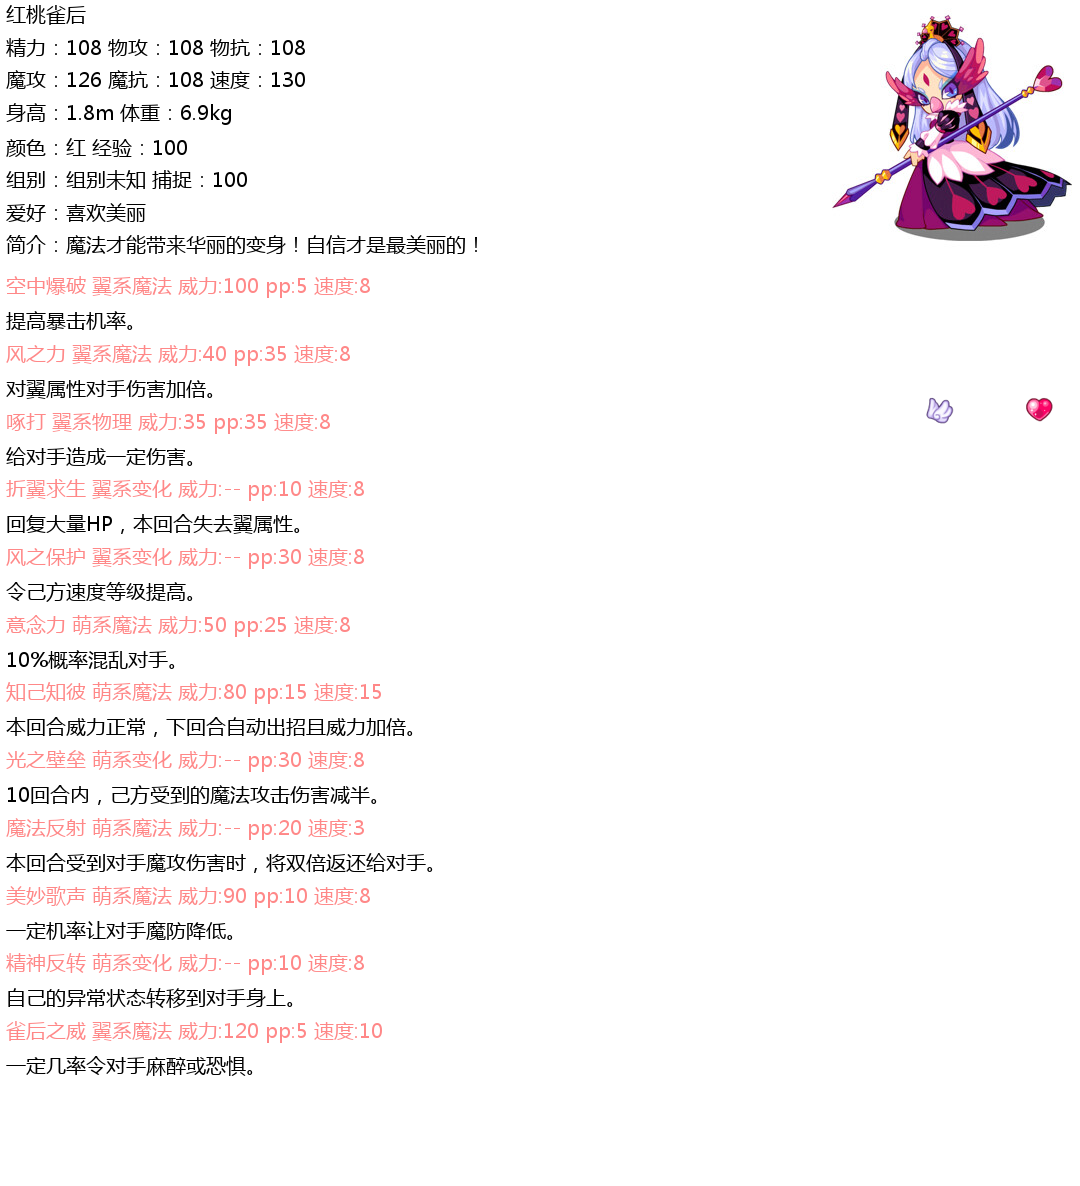 红桃雀后
精力：108 物攻：108 物抗：108
魔攻：126 魔抗：108 速度：130
身高：1.8m 体重：6.9kg
颜色：红 经验：100
组别：组别未知 捕捉：100
爱好：喜欢美丽
简介：魔法才能带来华丽的变身！自信才是最美丽的！
空中爆破 翼系魔法 威力:100 pp:5 速度:8
提高暴击机率。
风之力 翼系魔法 威力:40 pp:35 速度:8
对翼属性对手伤害加倍。
啄打 翼系物理 威力:35 pp:35 速度:8
给对手造成一定伤害。
折翼求生 翼系变化 威力:-- pp:10 速度:8
回复大量HP，本回合失去翼属性。
风之保护 翼系变化 威力:-- pp:30 速度:8
令己方速度等级提高。
意念力 萌系魔法 威力:50 pp:25 速度:8
10%概率混乱对手。
知己知彼 萌系魔法 威力:80 pp:15 速度:15
本回合威力正常，下回合自动出招且威力加倍。
光之壁垒 萌系变化 威力:-- pp:30 速度:8
10回合内，己方受到的魔法攻击伤害减半。
魔法反射 萌系魔法 威力:-- pp:20 速度:3
本回合受到对手魔攻伤害时，将双倍返还给对手。
美妙歌声 萌系魔法 威力:90 pp:10 速度:8
一定机率让对手魔防降低。
精神反转 萌系变化 威力:-- pp:10 速度:8
自己的异常状态转移到对手身上。
雀后之威 翼系魔法 威力:120 pp:5 速度:10
一定几率令对手麻醉或恐惧。